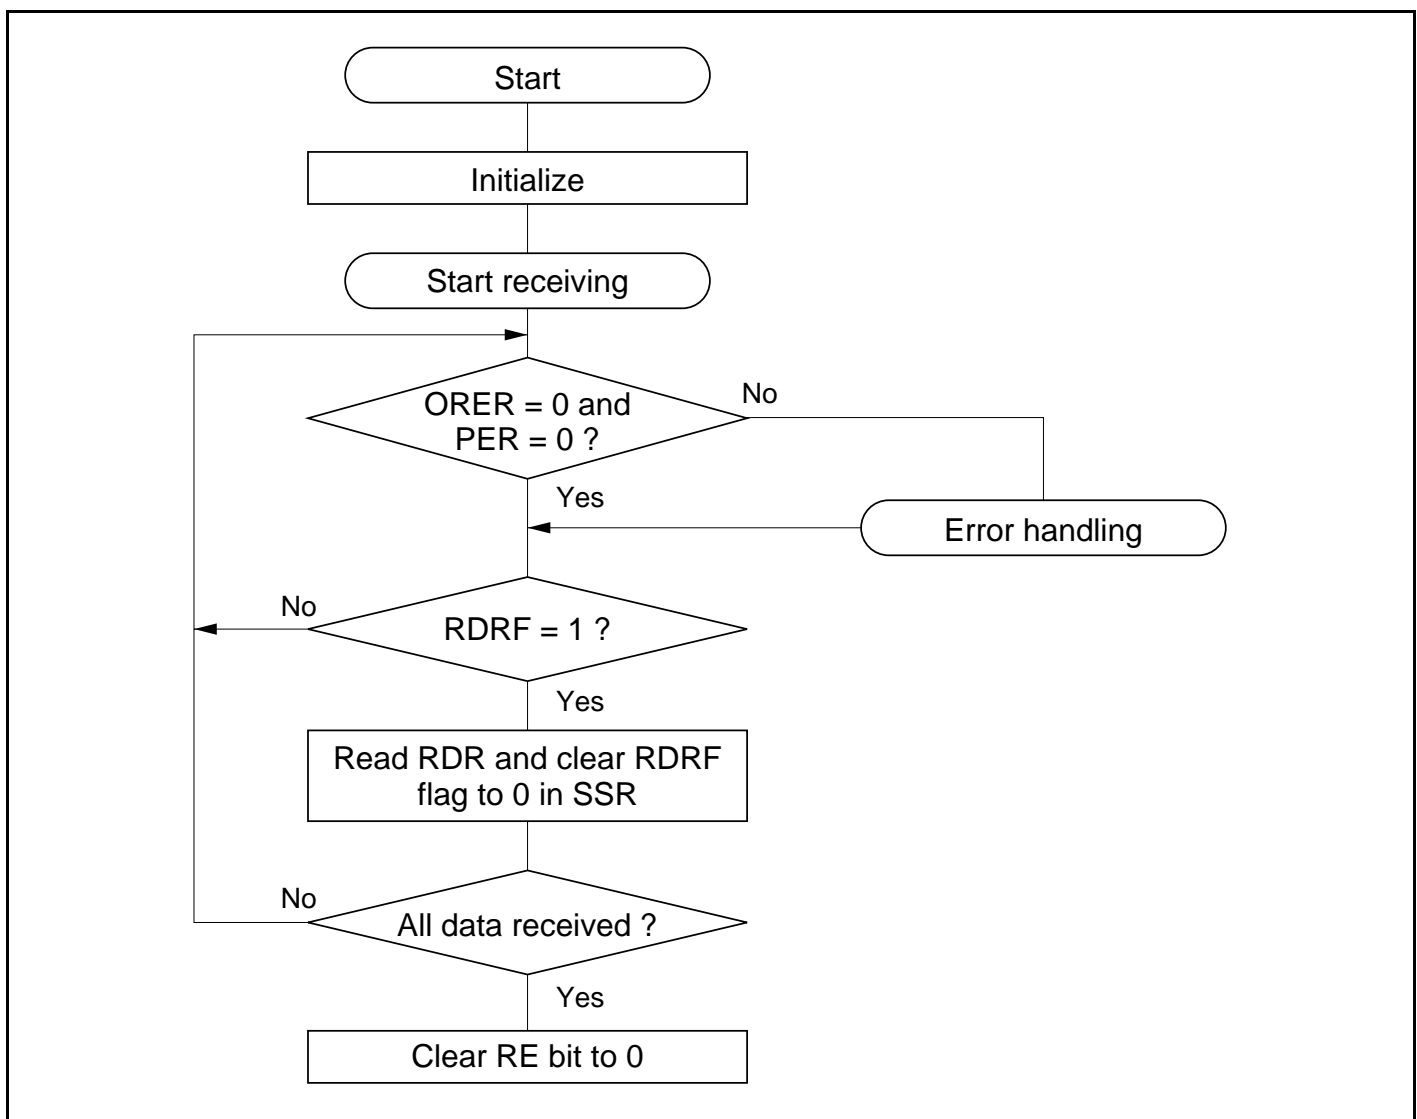 Start
Initialize
Start receiving
ORER = 0 and
PER = 0 ?
No
Yes
Error handling
No
RDRF = 1 ?
Yes
Read RDR and clear RDRF
flag to 0 in SSR
No
All data received ?
Yes
Clear RE bit to 0